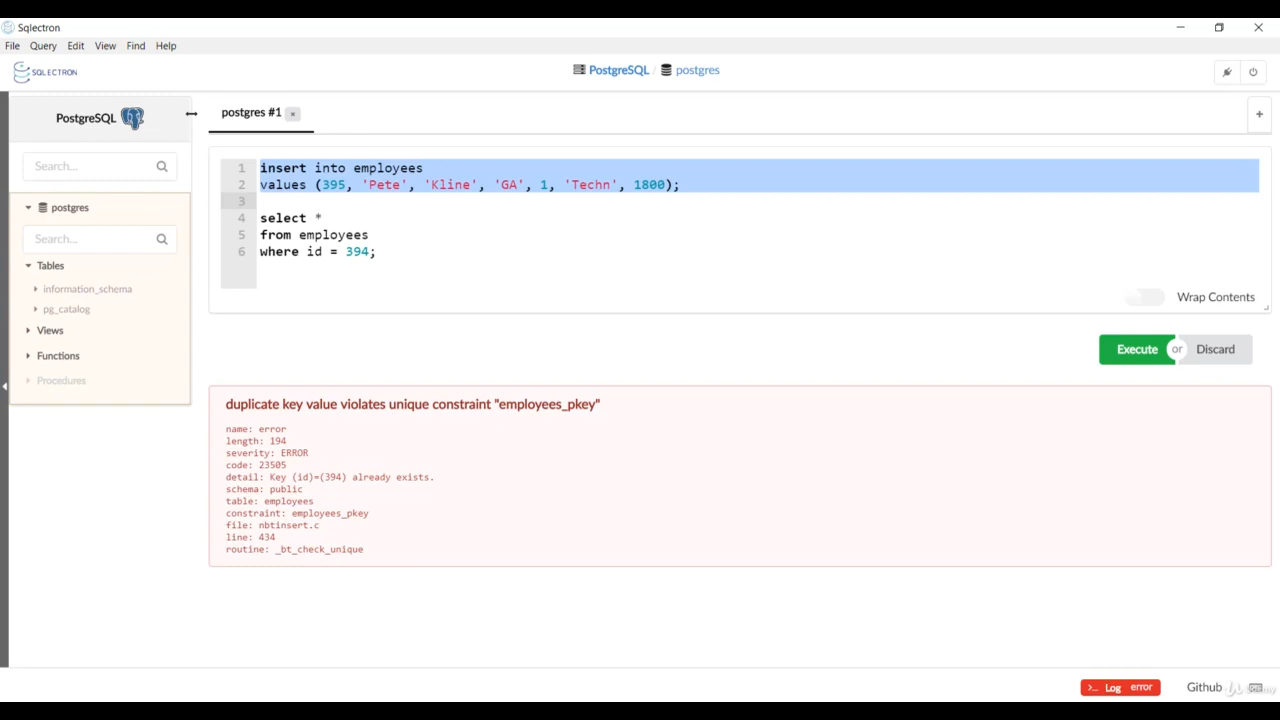 Sqlectron
File Query Edit View Find Help
SQLECTRON
PostgreSQL / postgres
PostgreSQL
postgres #1 ×
+
Search...
postgres
Search...
Tables
information_schema
pg_catalog
Views
Functions
Procedures
1 insert into employees
2 values (395, 'Pete', 'Kline', 'GA', 1, 'Techn', 1800);
3
4 select *
5 from employees
6 where id = 394;
Wrap Contents
Execute or Discard
duplicate key value violates unique constraint "employees_pkey"
name: error
length: 194
severity: ERROR
code: 23505
detail: Key (id)=(394) already exists.
schema: public
table: employees
constraint: employees_pkey
file: nbtinsert.c
line: 434
routine: _bt_check_unique
>_ Log error
Github
Udemy